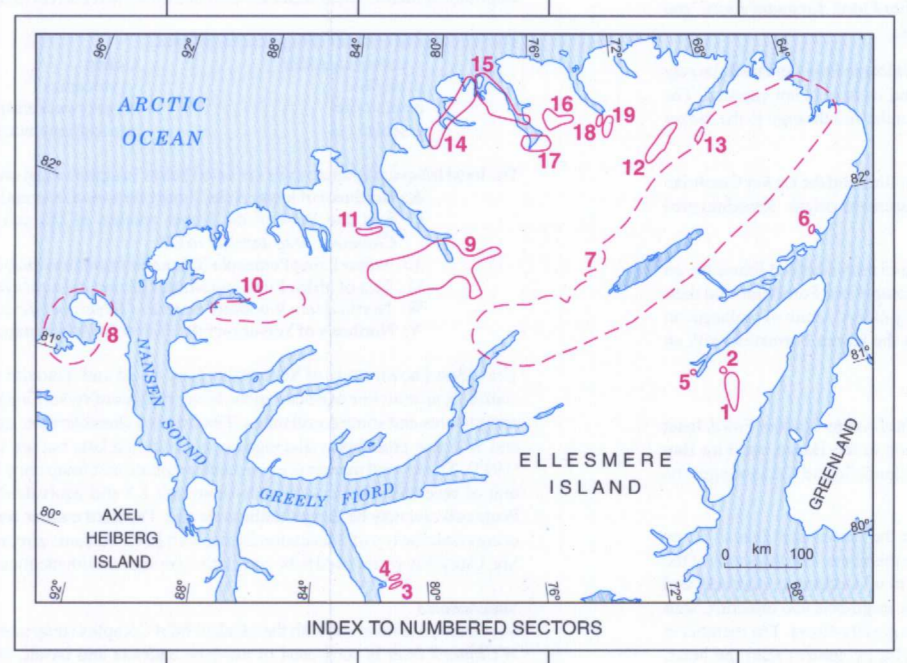 96° 92° 88° 84° 80° 76° 72° 68° 64°
ARCTIC
OCEAN
15
16
18
19
14
17
12
13
82°
82°
11
9
6
7
10
8
81°
81°
NANSEN
SOUND
5
2
1
ELLESMERE
ISLAND
GREENLAND
GREELY FIORD
80°
80°
AXEL
HEIBERG
ISLAND
0 km 100
4
3
92° 88° 84° 80° 76° 72° 68°
INDEX TO NUMBERED SECTORS